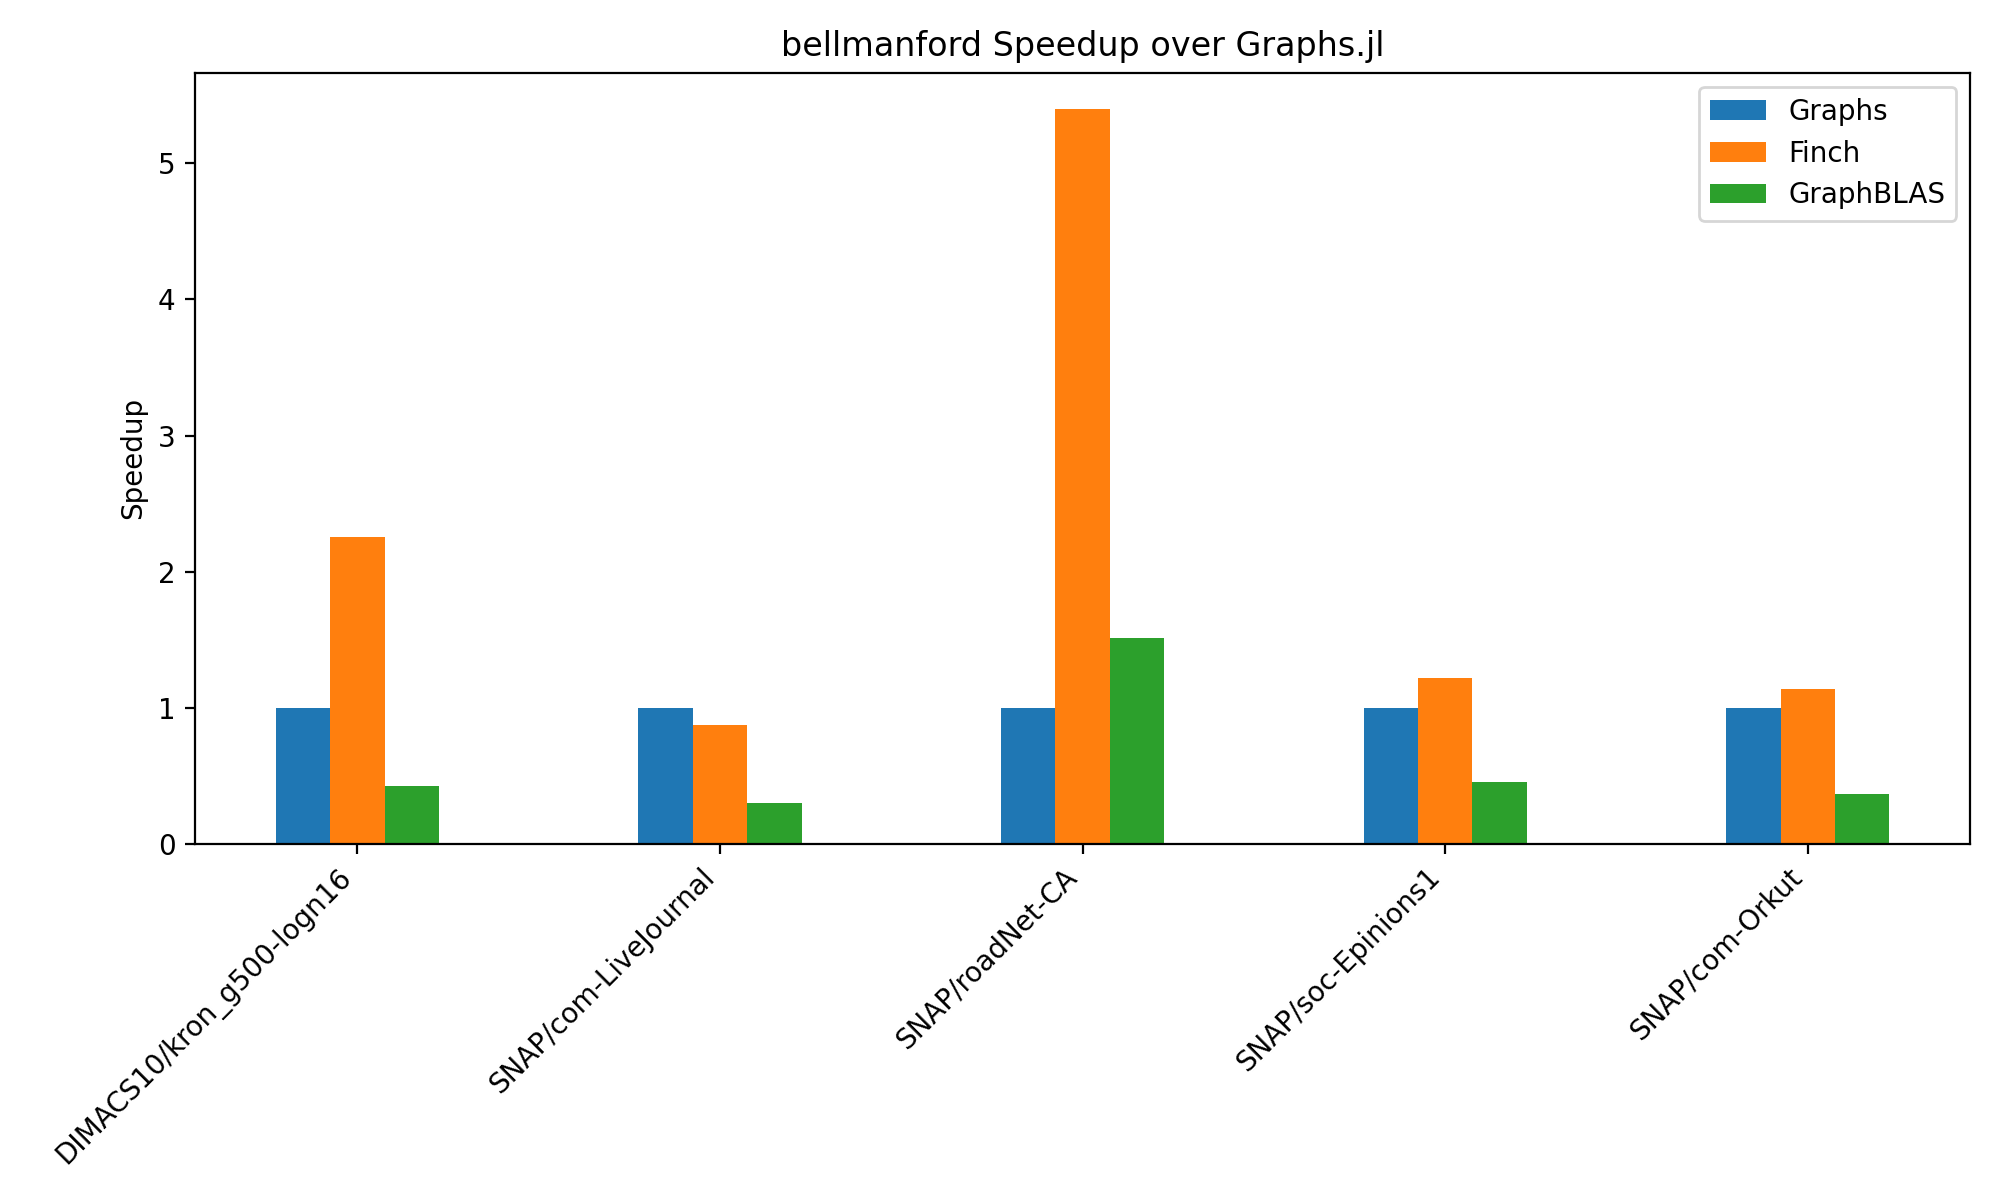 bellmanford Speedup over Graphs.jl
Graphs
Finch
GraphBLAS
Speedup
5
4
3
2
1
0
DIMACS10/kron_g500-logn16
SNAP/com-LiveJournal
SNAP/roadNet-CA
SNAP/soc-Epinions1
SNAP/com-Orkut